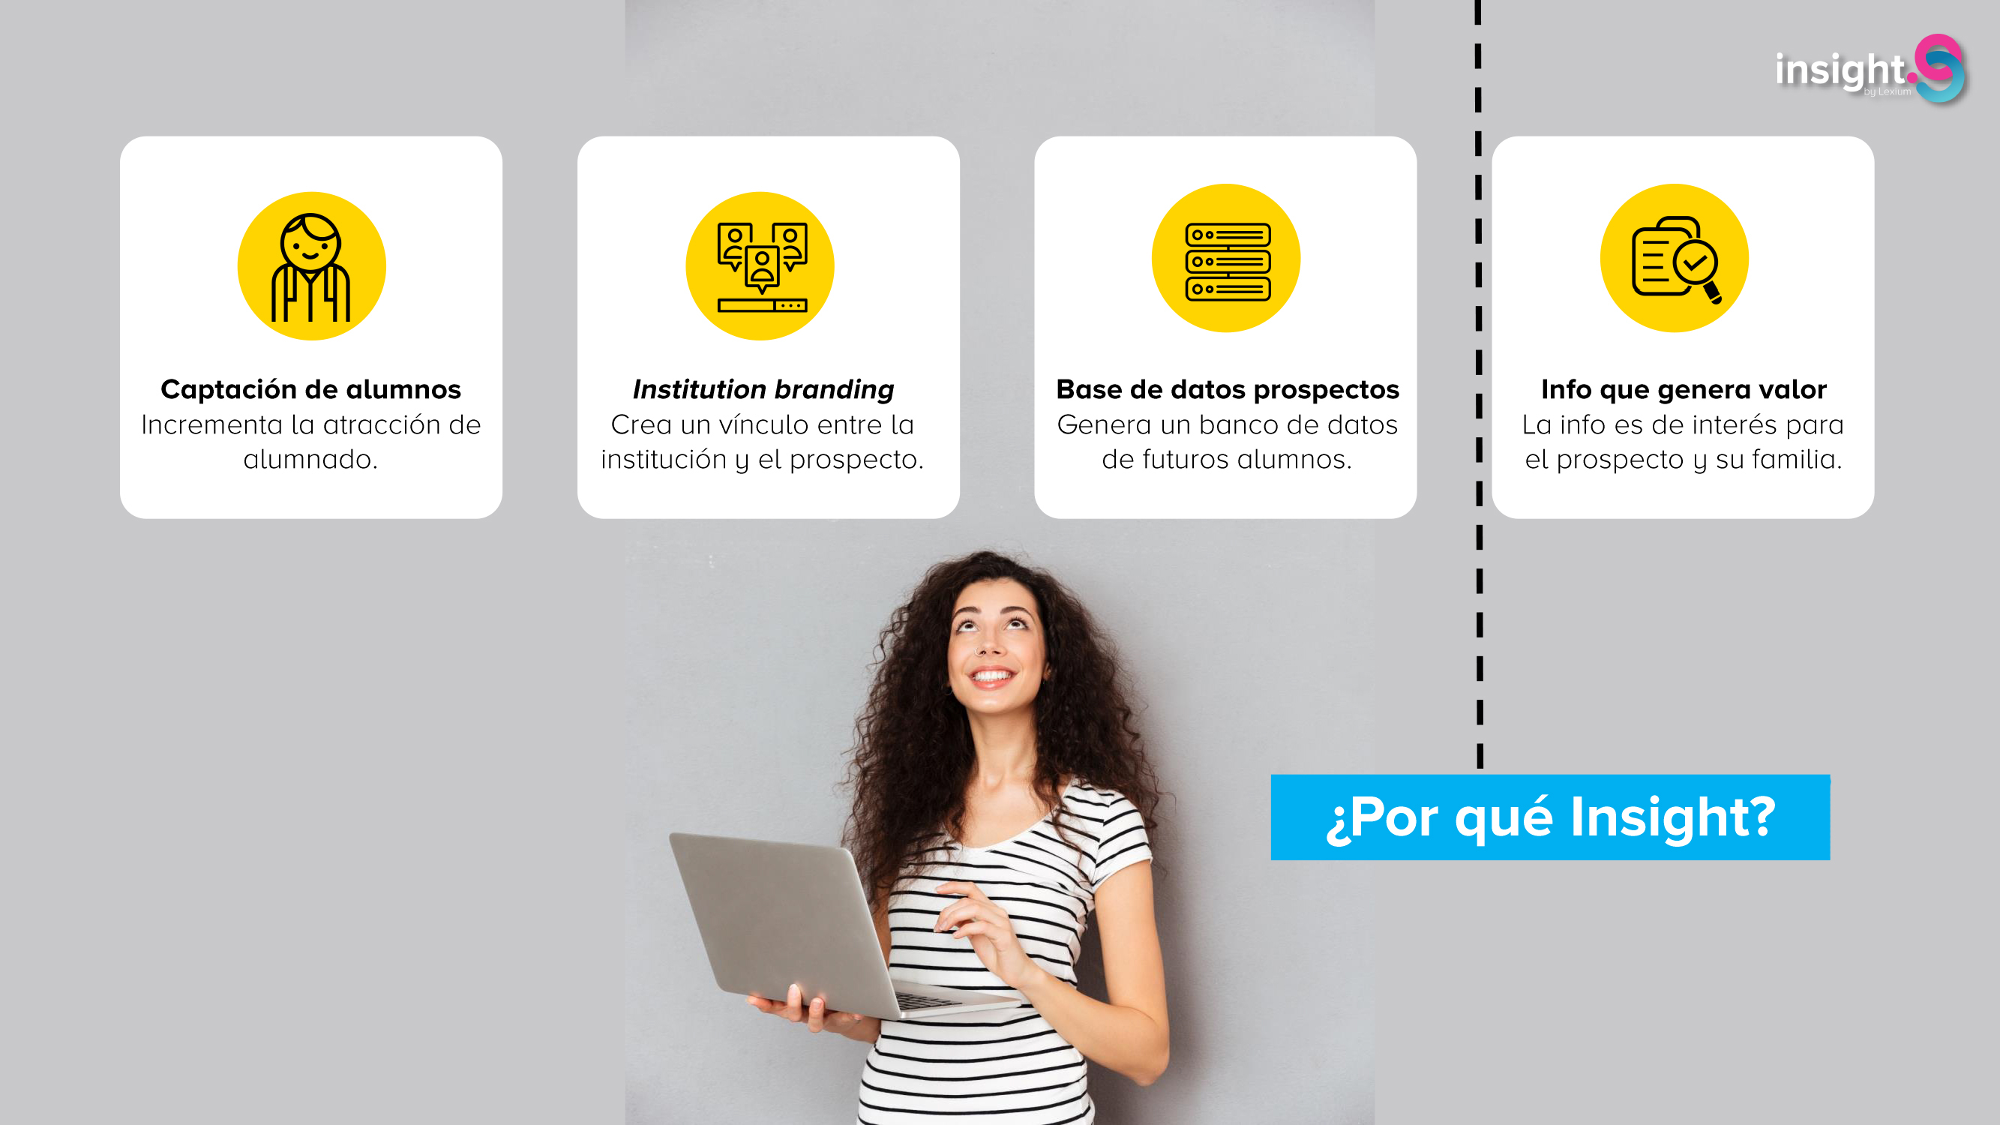 insight.
by Lexium
Captación de alumnos
Incrementa la atracción de
alumnado.
Institution branding
Crea un vínculo entre la
institución y el prospecto.
Base de datos prospectos
Genera un banco de datos
de futuros alumnos.
Info que genera valor
La info es de interés para
el prospecto y su familia.
¿Por qué Insight?